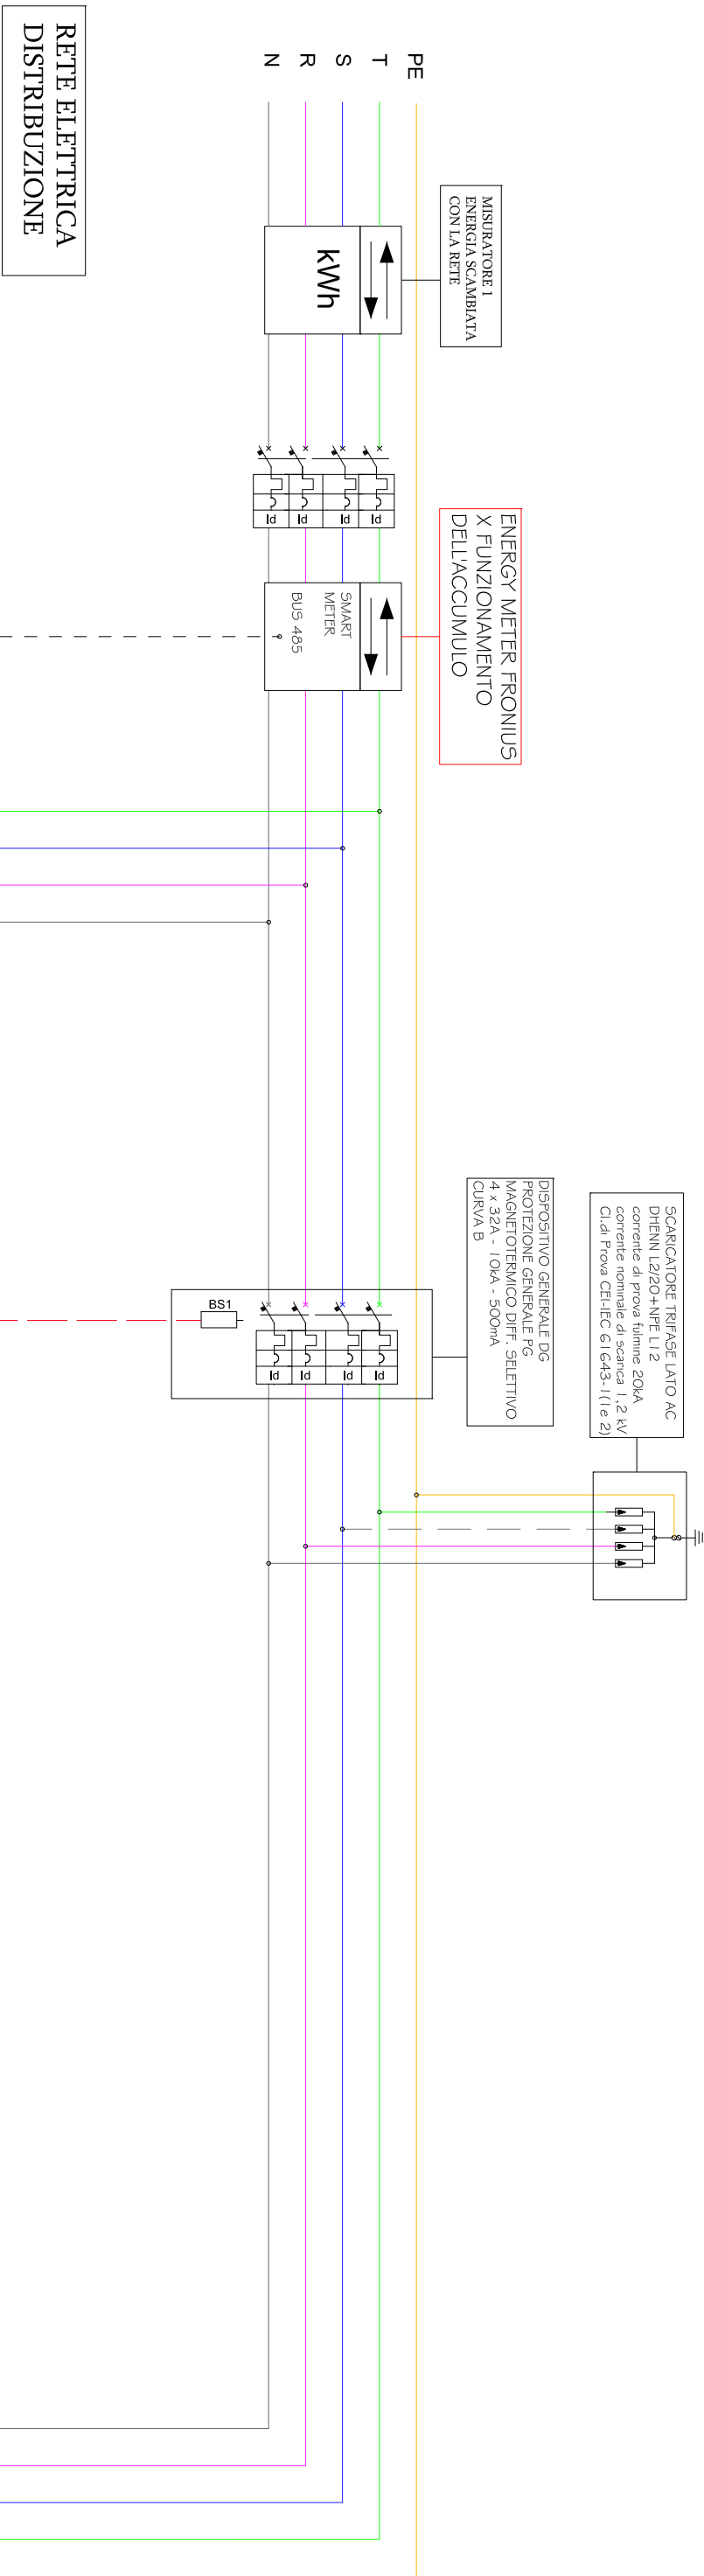 RETE ELETTRICA
DISTRIBUZIONE
PE
T
S
R
N
MISURATORE 1
ENERGIA SCAMBIATA
CON LA RETE
kWh
Id
Id
Id
Id
ENERGY METER FRONIUS
X FUNZIONAMENTO
DELL'ACCUMULO
SMART
METER
BUS 485
DISPOSITIVO GENERALE DG
PROTEZIONE GENERALE PG
MAGNETOTERMICO DIFF. SELETTIVO
4 x 32A - 10kA - 500mA
CURVA B
BS1
Id
Id
Id
Id
SCARICATORE TRIFASE LATO AC
DHENN L2/20+NPE L12
corrente di prova fulmine 20kA
corrente nominale di scarica 1,2 kV
Cl.di Prova CEI-IEC 61643-1(1e 2)